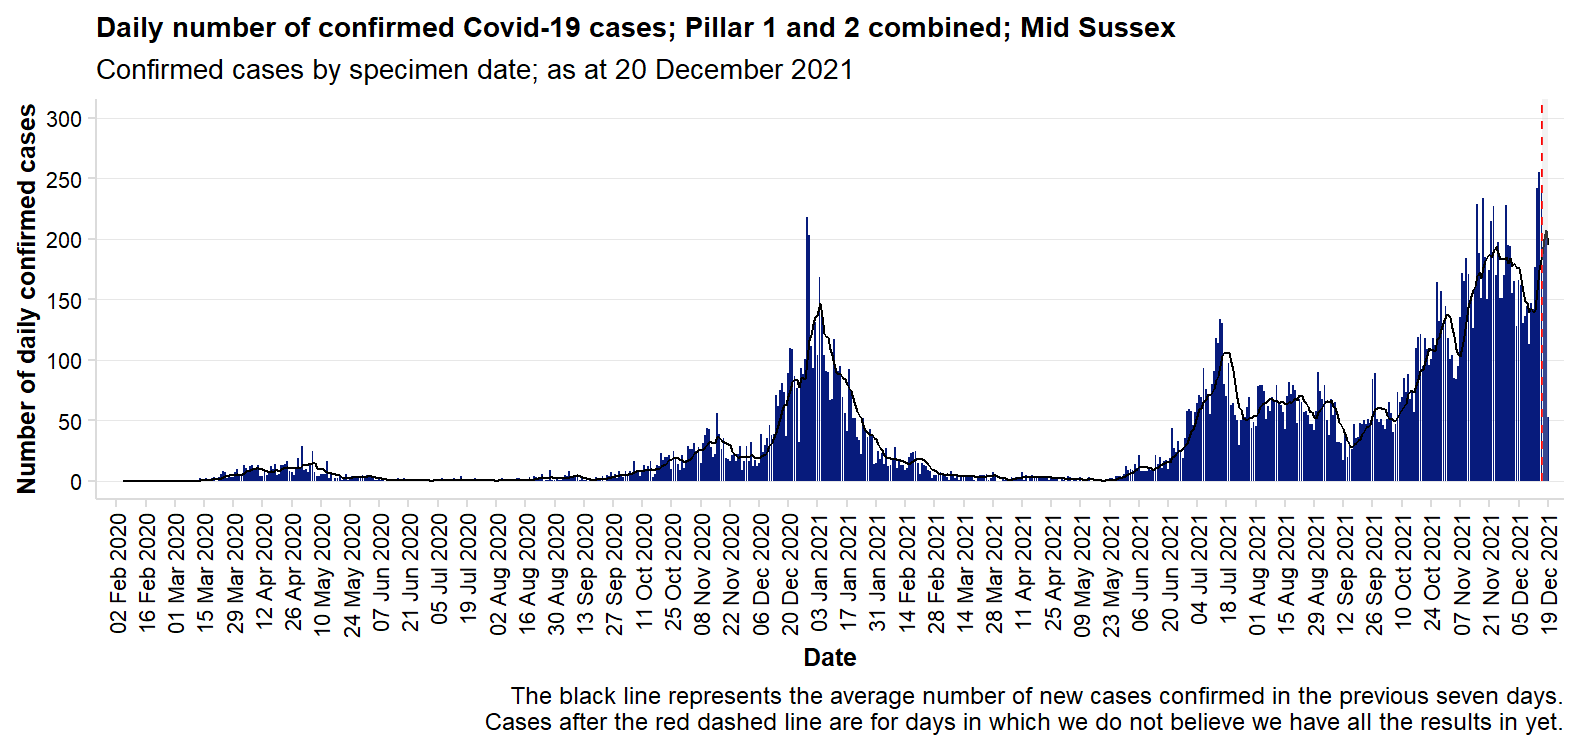 Daily number of confirmed Covid-19 cases; Pillar 1 and 2 combined; Mid Sussex
Confirmed cases by specimen date; as at 20 December 2021
Number of daily confirmed cases
300
250
200
150
100
50
0
02 Feb 2020
16 Feb 2020
01 Mar 2020
15 Mar 2020
29 Mar 2020
12 Apr 2020
26 Apr 2020
10 May 2020
24 May 2020
07 Jun 2020
21 Jun 2020
05 Jul 2020
19 Jul 2020
02 Aug 2020
16 Aug 2020
30 Aug 2020
13 Sep 2020
27 Sep 2020
11 Oct 2020
25 Oct 2020
08 Nov 2020
22 Nov 2020
06 Dec 2020
20 Dec 2020
03 Jan 2021
17 Jan 2021
31 Jan 2021
14 Feb 2021
28 Feb 2021
14 Mar 2021
28 Mar 2021
11 Apr 2021
25 Apr 2021
09 May 2021
23 May 2021
06 Jun 2021
20 Jun 2021
04 Jul 2021
18 Jul 2021
01 Aug 2021
15 Aug 2021
29 Aug 2021
12 Sep 2021
26 Sep 2021
10 Oct 2021
24 Oct 2021
07 Nov 2021
21 Nov 2021
05 Dec 2021
19 Dec 2021
Date
The black line represents the average number of new cases confirmed in the previous seven days.
Cases after the red dashed line are for days in which we do not believe we have all the results in yet.